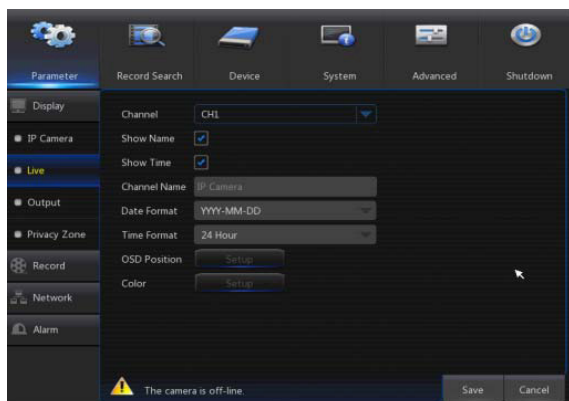 Parameter Record Search Device System Advanced Shutdown
Display
IP Camera
Live
Output
Privacy Zone
Record
Network
Alarm
Channel CH1
Show Name
Show Time
Channel Name IP Camera
Date Format YYYY-MM-DD
Time Format 24 Hour
OSD Position Setup
Color Setup
The camera is off-line.
Save Cancel